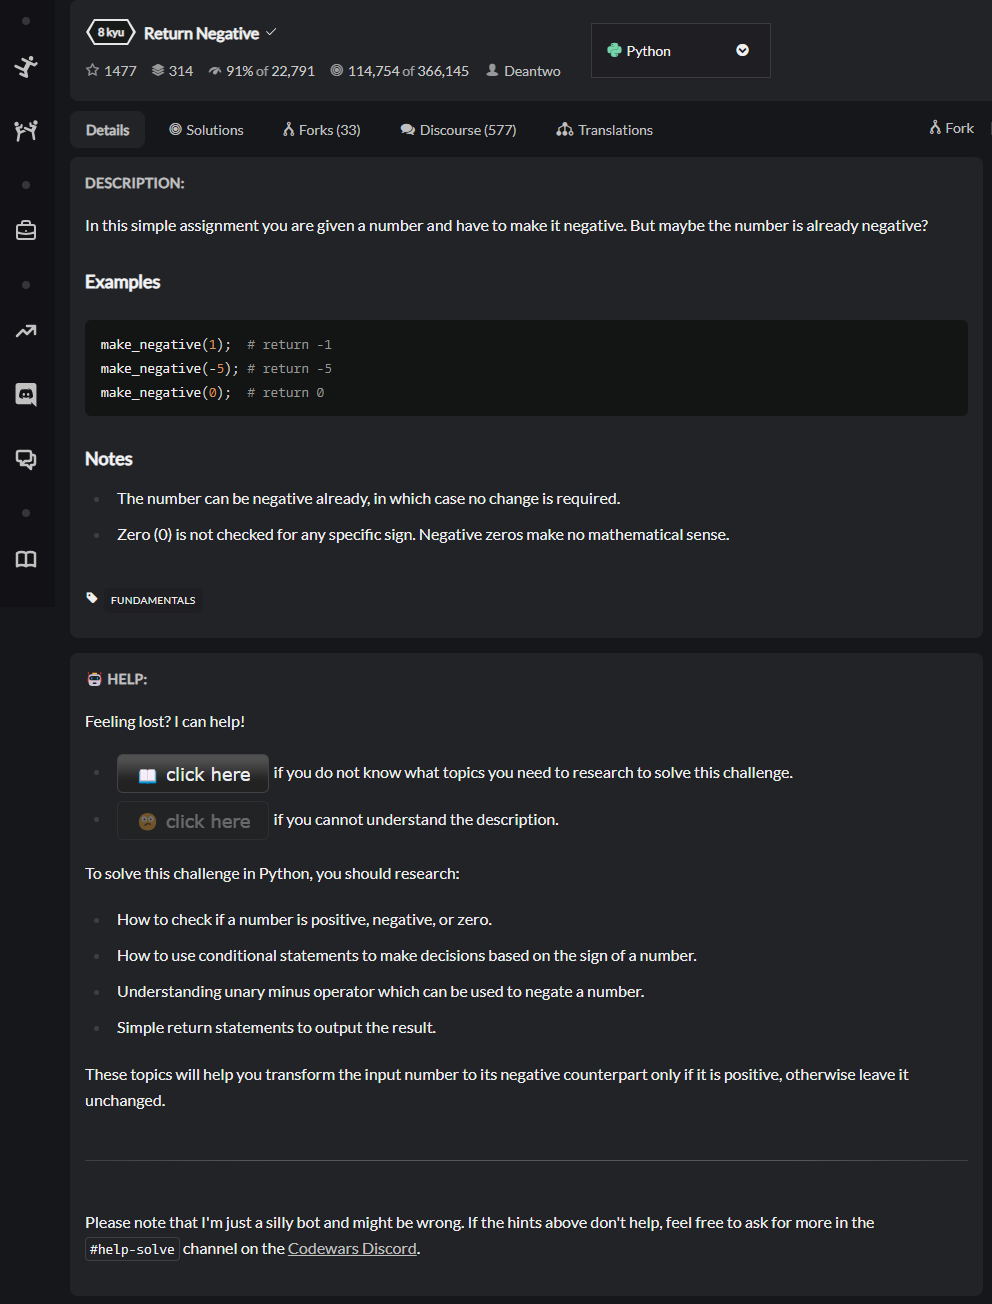 8 kyu Return Negative
Python
1477 314 91% of 22,791 114,754 of 366,145 Deantwo
Details Solutions Forks (33) Discourse (577) Translations Fork
DESCRIPTION:
In this simple assignment you are given a number and have to make it negative. But maybe the number is already negative?
Examples
make_negative(1);  # return -1
make_negative(-5); # return -5
make_negative(0);  # return 0
Notes
The number can be negative already, in which case no change is required.
Zero (0) is not checked for any specific sign. Negative zeros make no mathematical sense.
FUNDAMENTALS
HELP:
Feeling lost? I can help!
click here if you do not know what topics you need to research to solve this challenge.
click here if you cannot understand the description.
To solve this challenge in Python, you should research:
How to check if a number is positive, negative, or zero.
How to use conditional statements to make decisions based on the sign of a number.
Understanding unary minus operator which can be used to negate a number.
Simple return statements to output the result.
These topics will help you transform the input number to its negative counterpart only if it is positive, otherwise leave it
unchanged.
Please note that I'm just a silly bot and might be wrong. If the hints above don't help, feel free to ask for more in the
#help-solve channel on the Codewars Discord.